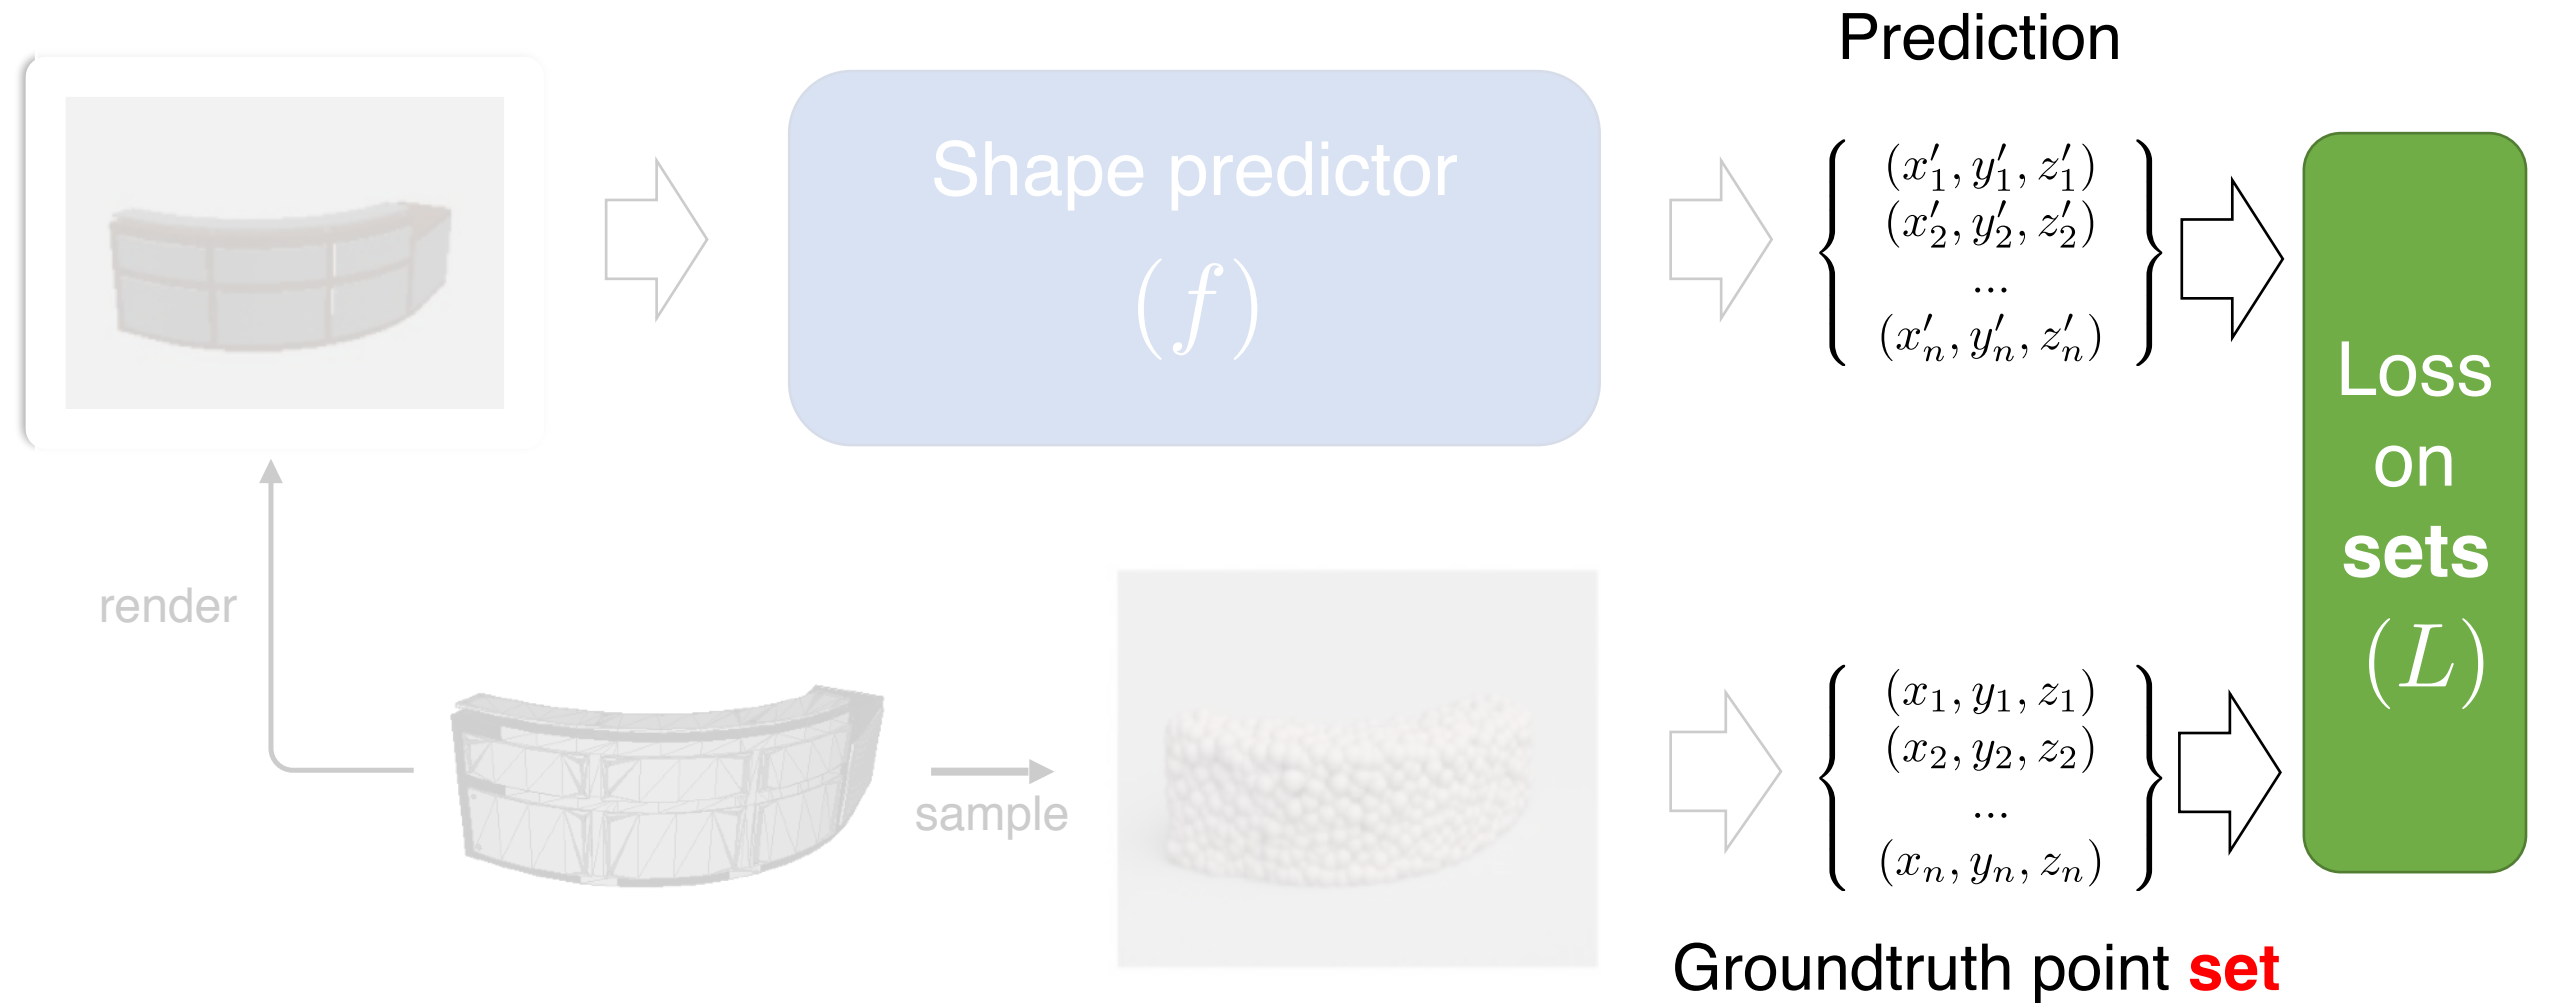 Prediction
Shape predictor
(f)
(x′₁, y′₁, z′₁)
(x′₂, y′₂, z′₂)
...
(x′ₙ, y′ₙ, z′ₙ)
Loss
on
sets
(L)
render
sample
(x₁, y₁, z₁)
(x₂, y₂, z₂)
...
(xₙ, yₙ, zₙ)
Groundtruth point set